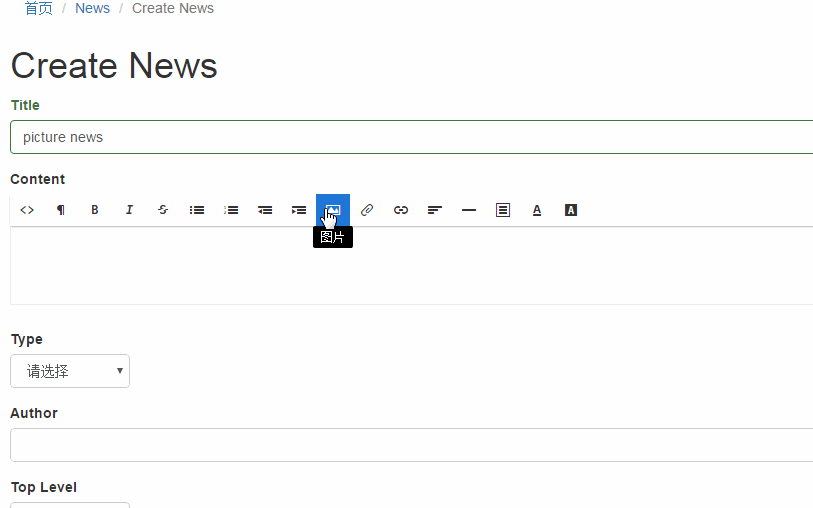 首页 / News / Create News
Create News
Title
picture news
Content
<> ¶ B I S A A
图片
Type
请选择
Author
Top Level